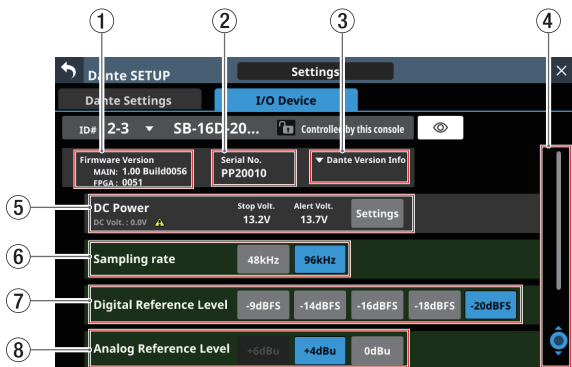 ① ② ③ ④
Dante SETUP Settings ×
Dante Settings I/O Device
ID# 2-3 ▼ SB-16D-20... Controlled by this console
Firmware Version Serial No. ▼ Dante Version Info
MAIN: 1.00 Build0056 PP20010
FPGA: 0051
⑤ DC Power Stop Volt. Alert Volt. Settings
DC Volt. : 0.0V 13.2V 13.7V
⑥ Sampling rate 48kHz 96kHz
⑦ Digital Reference Level -9dBFS -14dBFS -16dBFS -18dBFS -20dBFS
⑧ Analog Reference Level +6dBu +4dBu 0dBu